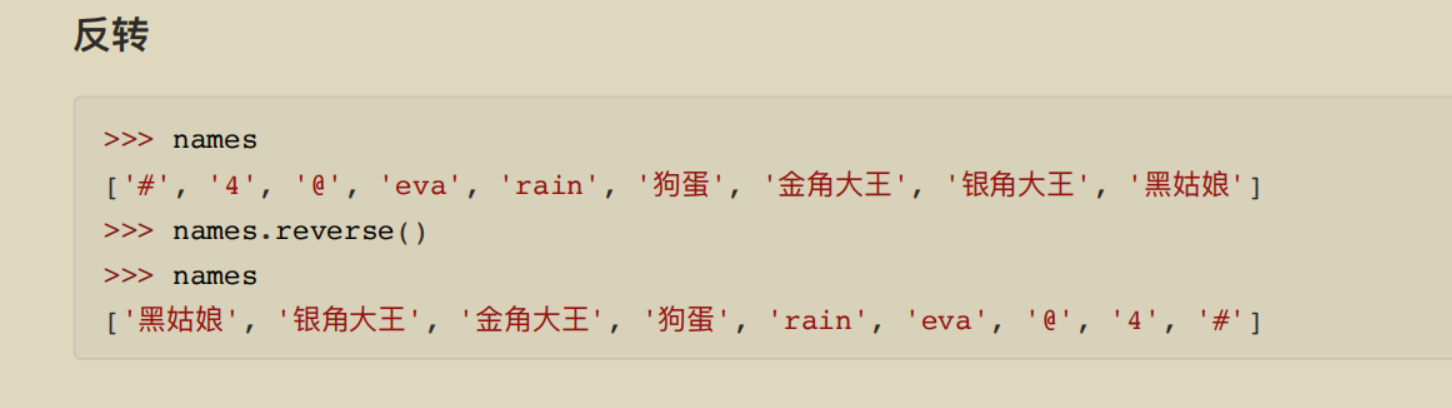 反转
>>> names
['#', '4', '@', 'eva', 'rain', '狗蛋', '金角大王', '银角大王', '黑姑娘']
>>> names.reverse()
>>> names
['黑姑娘', '银角大王', '金角大王', '狗蛋', 'rain', 'eva', '@', '4', '#']